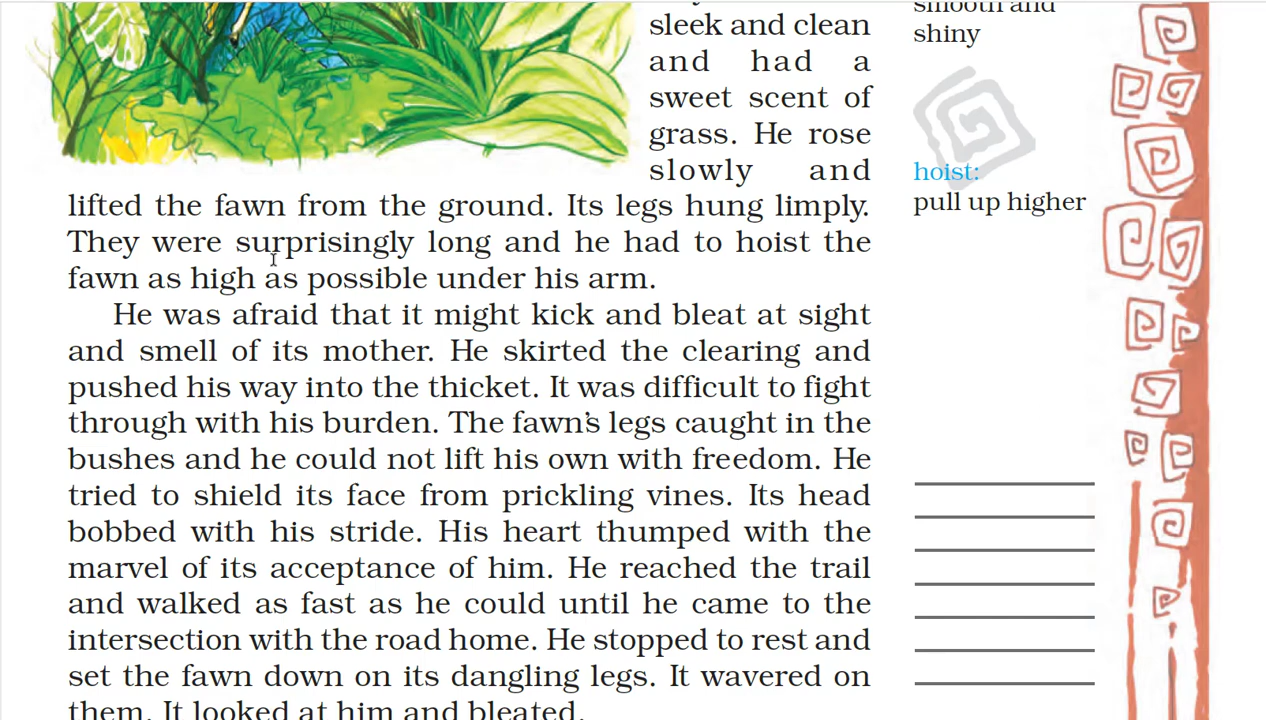 sleek and clean
and had a
sweet scent of
grass. He rose
slowly and
lifted the fawn from the ground. Its legs hung limply.
They were surprisingly long and he had to hoist the
fawn as high as possible under his arm.
He was afraid that it might kick and bleat at sight
and smell of its mother. He skirted the clearing and
pushed his way into the thicket. It was difficult to fight
through with his burden. The fawn's legs caught in the
bushes and he could not lift his own with freedom. He
tried to shield its face from prickling vines. Its head
bobbed with his stride. His heart thumped with the
marvel of its acceptance of him. He reached the trail
and walked as fast as he could until he came to the
intersection with the road home. He stopped to rest and
set the fawn down on its dangling legs. It wavered on
them. It looked at him and bleated.
smooth and
shiny
hoist:
pull up higher